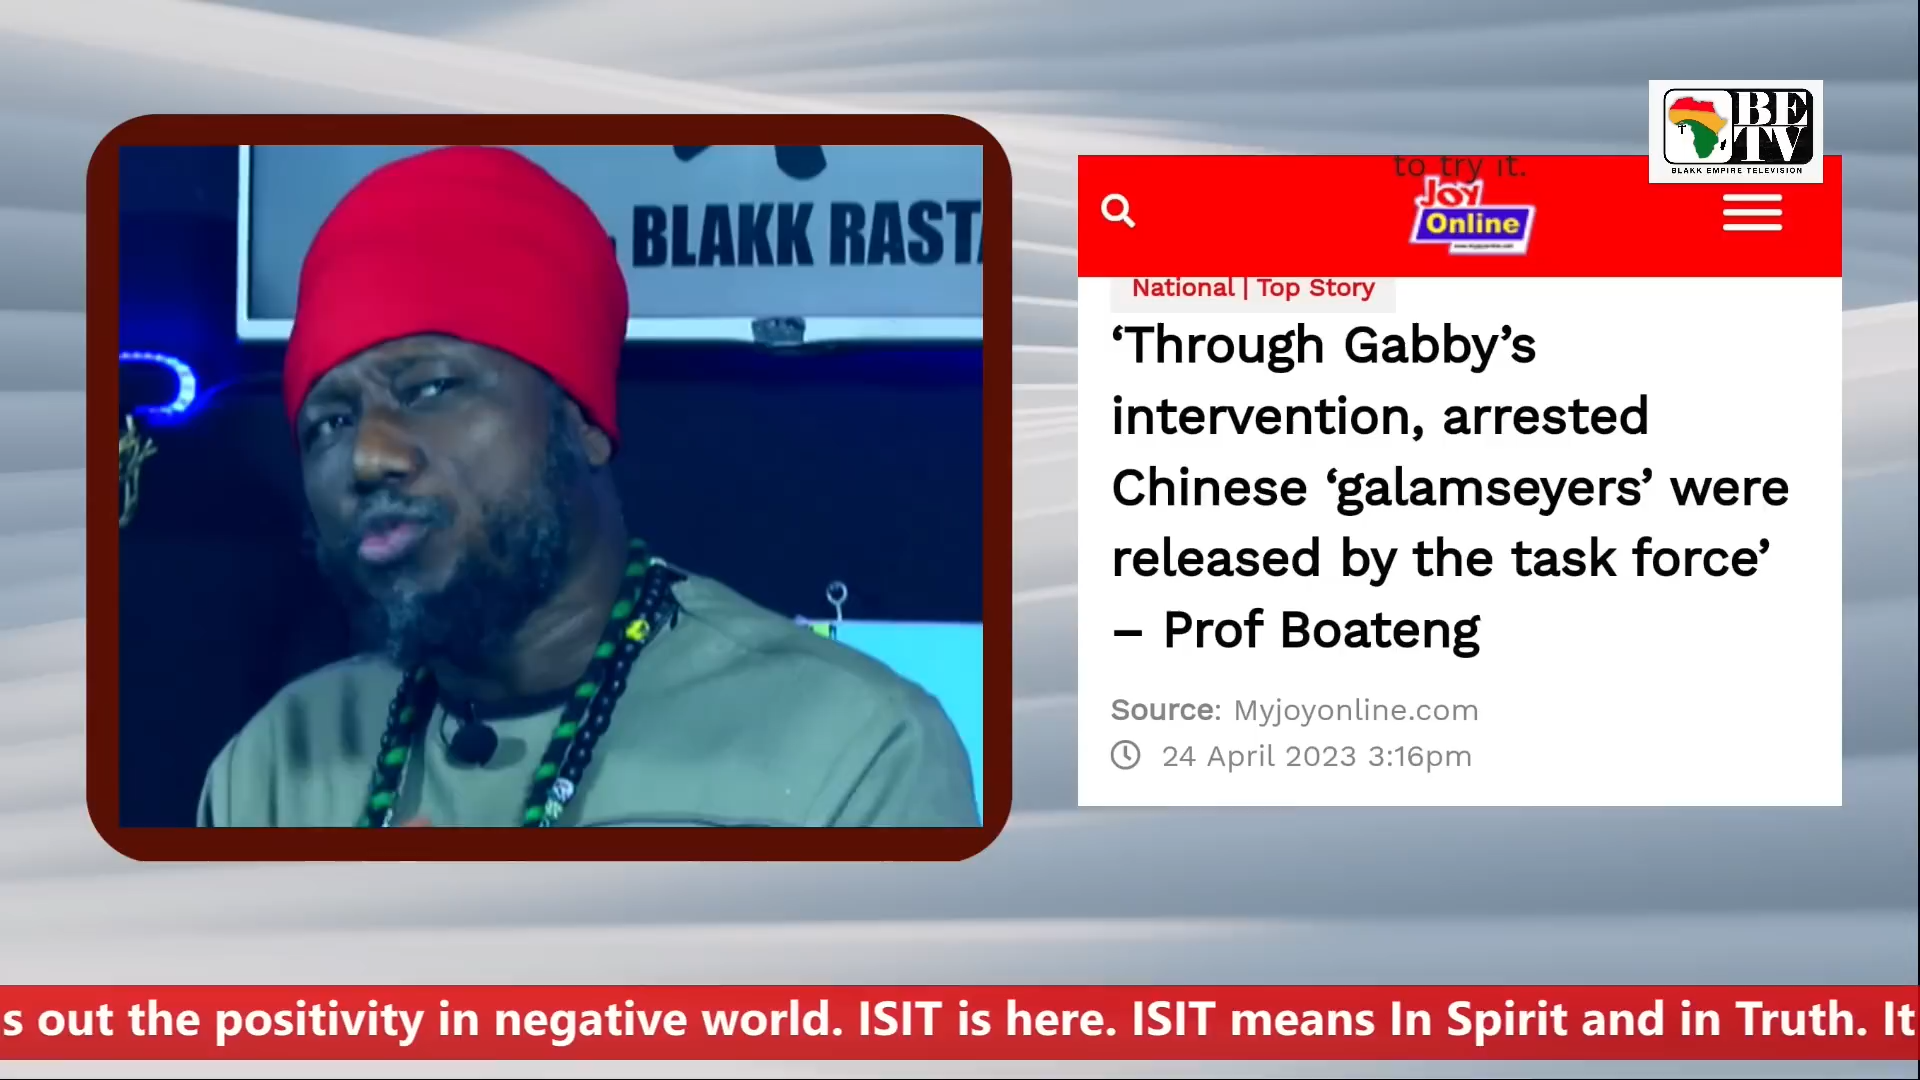 BE
TV
BLAKK EMPIRE TELEVISION
BLAKK RASTA
to try it.
Joy
Online
National | Top Story
‘Through Gabby’s
intervention, arrested
Chinese ‘galamseyers’ were
released by the task force’
– Prof Boateng
Source: Myjoyonline.com
24 April 2023 3:16pm
s out the positivity in negative world. ISIT is here. ISIT means In Spirit and in Truth. It